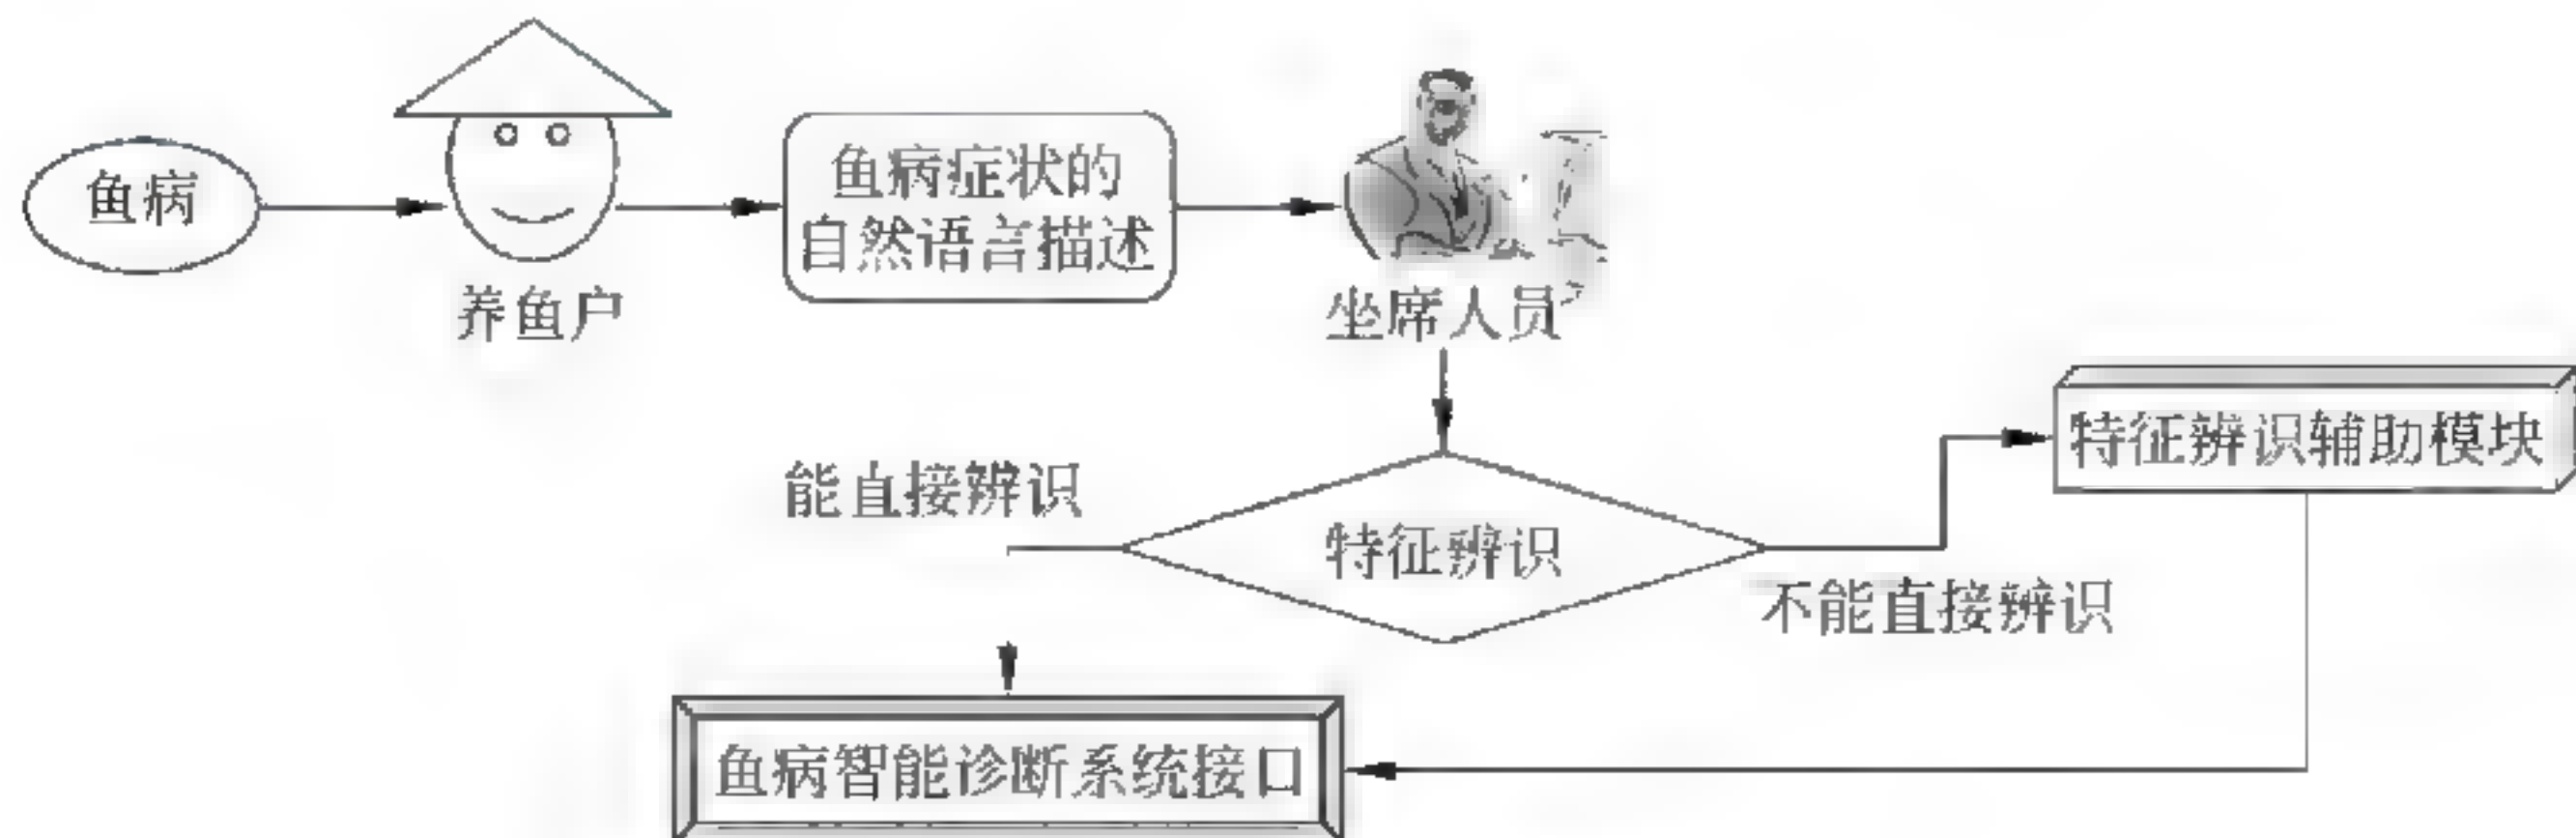 鱼病
鱼病症状的
自然语言描述
养鱼户
坐席人员
特征辨识辅助模块
能直接辨识
特征辨识
不能直接辨识
鱼病智能诊断系统接口